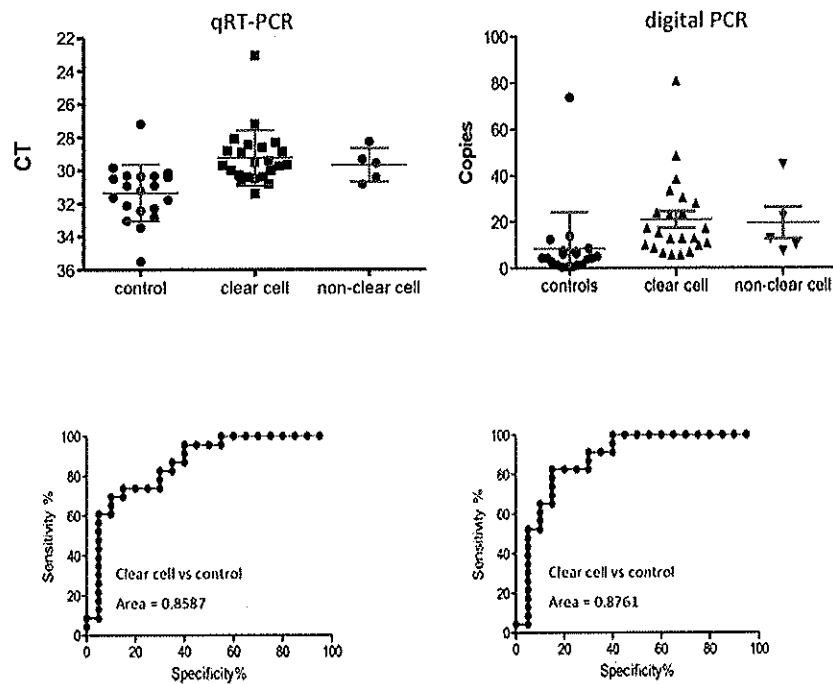 qRT-PCR
CT
22
24
26
28
30
32
34
36
control
clear cell
non-clear cell
digital PCR
Copies
100
80
60
40
20
0
controls
clear cell
non-clear cell
Sensitivity %
100
80
60
40
20
0
Clear cell vs control
Area = 0.8587
0
20
40
60
80
100
Specificity%
Sensitivity %
100
80
60
40
20
0
Clear cell vs control
Area = 0.8761
0
20
40
60
80
100
Specificity%